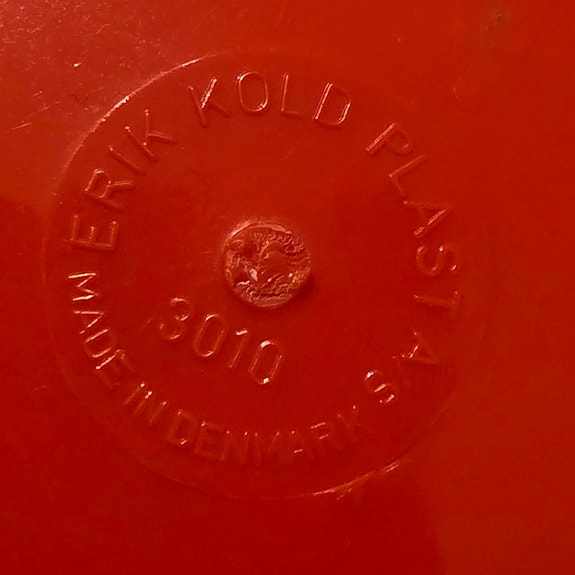 ERIK KOLD PLAST A/S
MADE IN DENMARK
3010